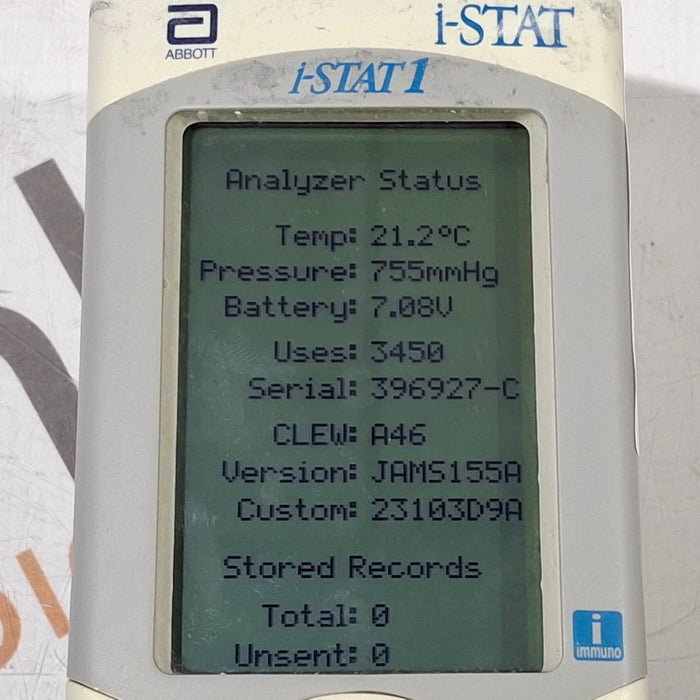 ABBOTT
i-STAT
i-STAT 1
Analyzer Status
Temp: 21.2°C
Pressure: 755mmHg
Battery: 7.08V
Uses: 3450
Serial: 396927-C
CLEW: A46
Version: JAMS155A
Custom: 23103D9A
Stored Records
Total: 0
Unsent: 0
i
immuno